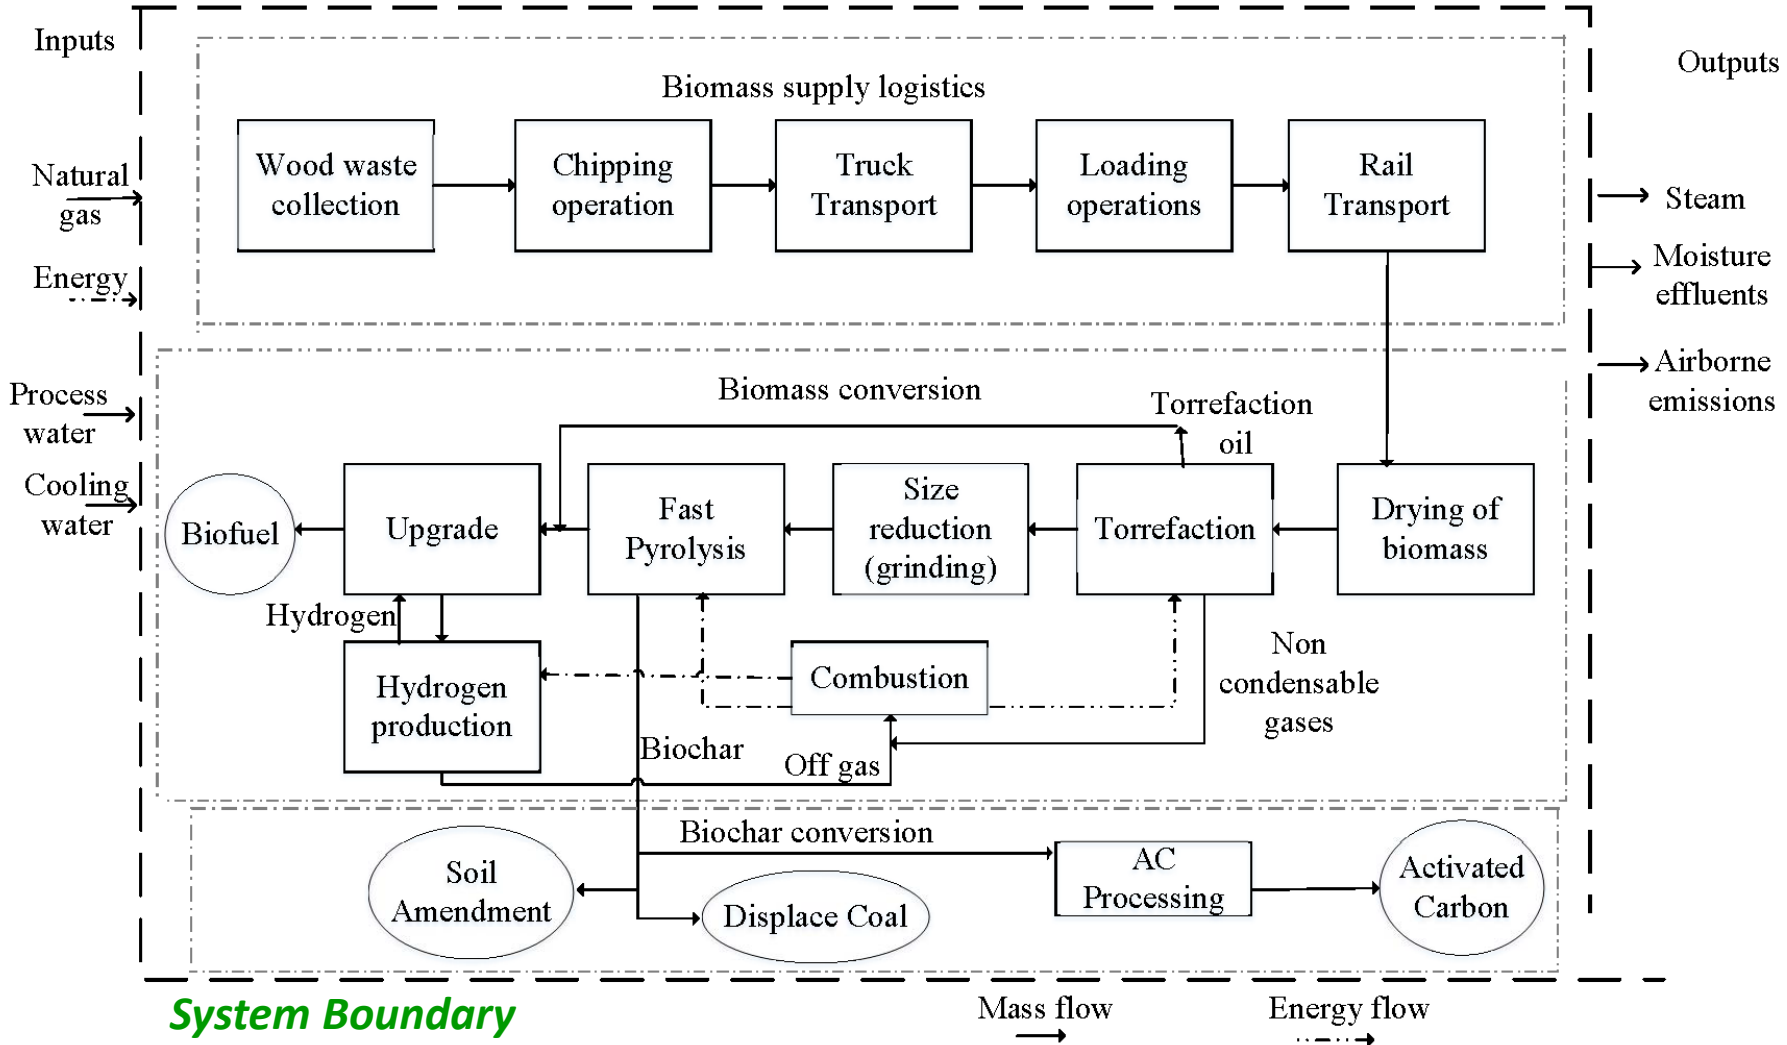 Inputs
Outputs
Biomass supply logistics
Wood waste
collection
Chipping
operation
Truck
Transport
Loading
operations
Rail
Transport
Natural
gas
Energy
Process
water
Cooling
water
Steam
Moisture
effluents
Airborne
emissions
Biomass conversion
Torrefaction
oil
Biofuel
Upgrade
Fast
Pyrolysis
Size
reduction
(grinding)
Torrefaction
Drying of
biomass
Hydrogen
Hydrogen
production
Combustion
Non
condensable
gases
Biochar
Off gas
Biochar conversion
Soil
Amendment
Displace Coal
AC
Processing
Activated
Carbon
System Boundary
Mass flow
Energy flow